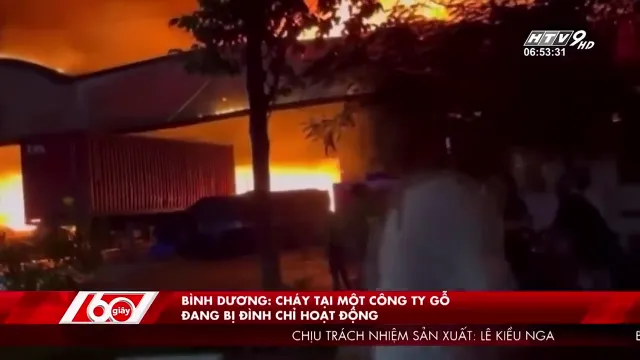 HTV9HD
06:53:31
60 giây
BÌNH DƯƠNG: CHÁY TẠI MỘT CÔNG TY GỖ
ĐANG BỊ ĐÌNH CHỈ HOẠT ĐỘNG
CHỊU TRÁCH NHIỆM SẢN XUẤT: LÊ KIỀU NGA